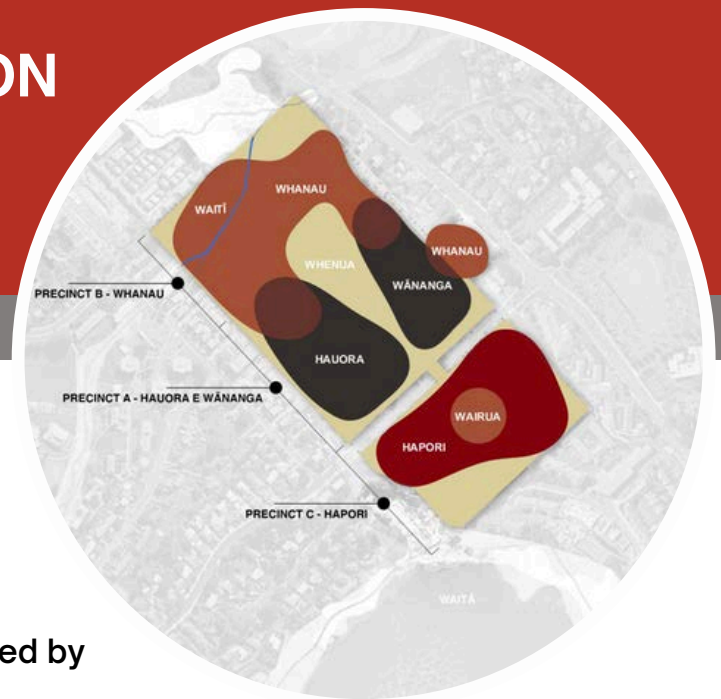 ON
WHANAU
WAITĪ
WHANAU
WHENUA
WĀNANGA
PRECINCT B - WHANAU
HAUORA
PRECINCT A - HAUORA E WĀNANGA
WAIRUA
HAPORI
PRECINCT C - HAPORI
WAITĀ
ed by